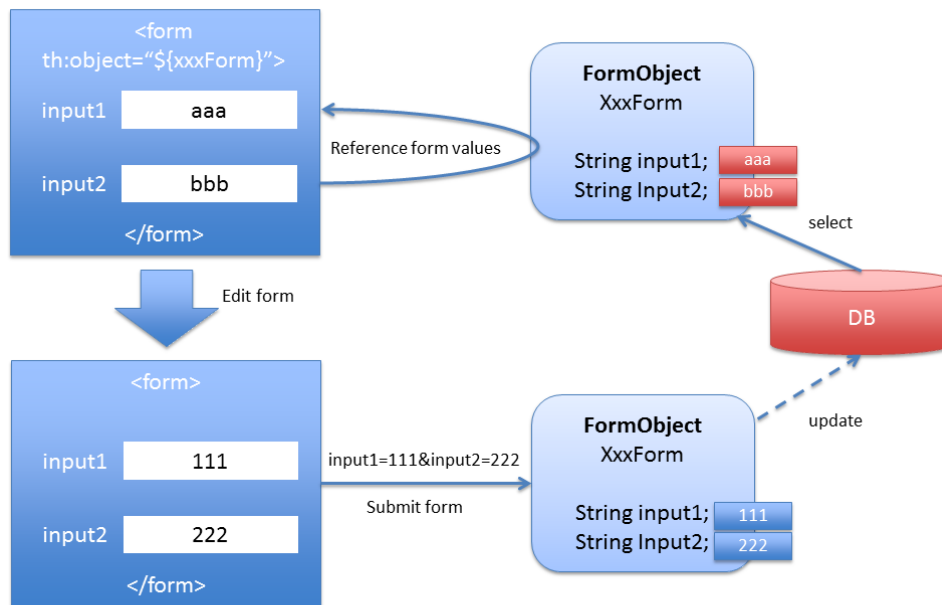 <form
th:object=“${xxxForm}”>
input1
aaa
input2
bbb
</form>
Reference form values
FormObject
XxxForm
String input1;
aaa
String Input2;
bbb
select
DB
update
Edit form
<form>
input1
111
input2
222
</form>
input1=111&input2=222
Submit form
FormObject
XxxForm
String input1;
111
String Input2;
222